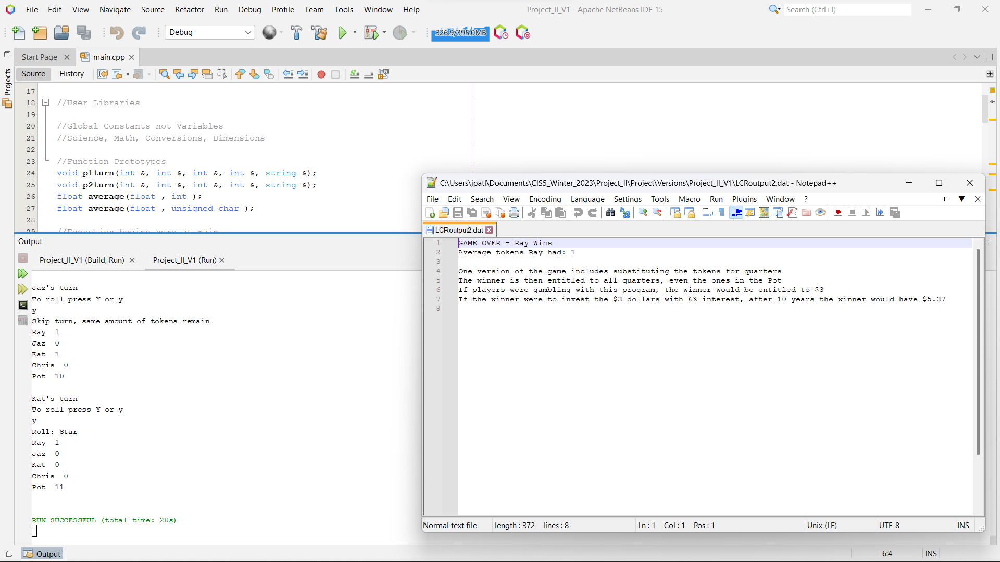 File Edit View Navigate Source Refactor Run Debug Profile Team Tools Window Help
Project_II_V1 - Apache NetBeans IDE 15
Search (Ctrl+I)
Debug
326.9/395.0MB
Projects
Start Page
main.cpp
Source History
17
18 //User Libraries
19
20 //Global Constants not Variables
21 //Science, Math, Conversions, Dimensions
22
23 //Function Prototypes
24 void p1turn(int &, int &, int &, int &, string &);
25 void p2turn(int &, int &, int &, int &, string &);
26 float average(float , int );
27 float average(float , unsigned char );
28
29 //Execution begins here at main
Output
Project_II_V1 (Build, Run)
Project_II_V1 (Run)
Jaz's turn
To roll press Y or y
y
Skip turn, same amount of tokens remain
Ray 1
Jaz 0
Kat 1
Chris 0
Pot 10
Kat's turn
To roll press Y or y
y
Roll: Star
Ray 1
Jaz 0
Kat 0
Chris 0
Pot 11
RUN SUCCESSFUL (total time: 20s)
C:\Users\jpatl\Documents\CIS5_Winter_2023\Project_II\Project\Versions\Project_II_V1\LCRoutput2.dat - Notepad++
File Edit Search View Encoding Language Settings Tools Macro Run Plugins Window ?
LCRoutput2.dat
1 GAME OVER - Ray Wins
2 Average tokens Ray had: 1
3
4 One version of the game includes substituting the tokens for quarters
5 The winner is then entitled to all quarters, even the ones in the Pot
6 If players were gambling with this program, the winner would be entitled to $3
7 If the winner were to invest the $3 dollars with 6% interest, after 10 years the winner would have $5.37
8
Normal text file
length : 372 lines : 8
Ln : 1 Col : 1 Pos : 1
Unix (LF)
UTF-8
INS
Output
6:4
INS